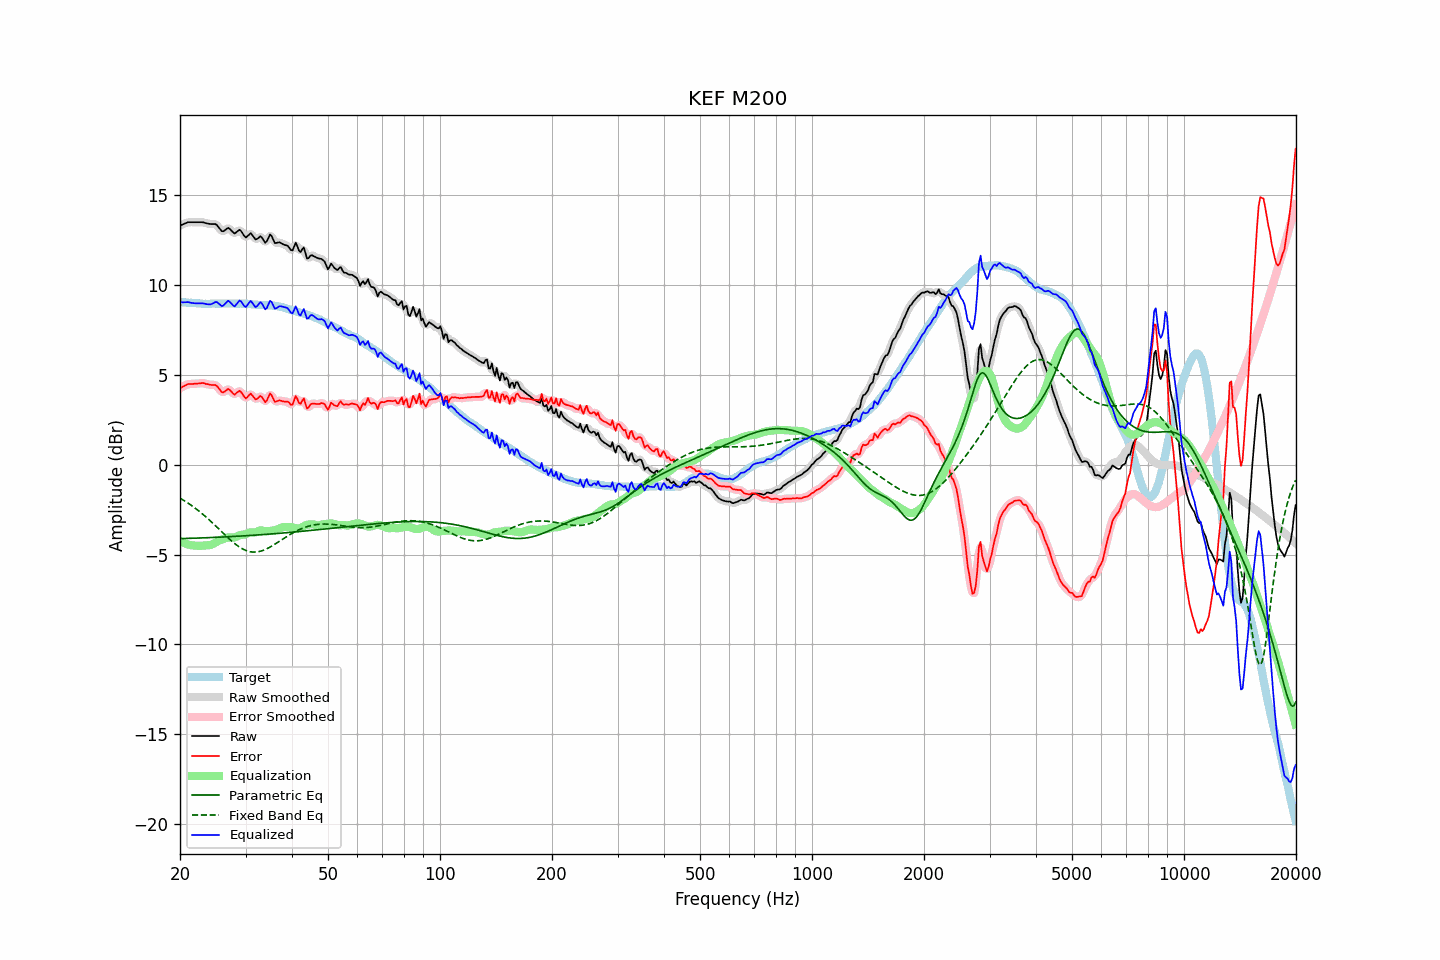 KEF M200
Amplitude (dBr)
15
10
5
0
−5
−10
−15
−20
Target
Raw Smoothed
Error Smoothed
Raw
Error
Equalization
Parametric Eq
Fixed Band Eq
Equalized
20 50 100 200 500 1000 2000 5000 10000 20000
Frequency (Hz)